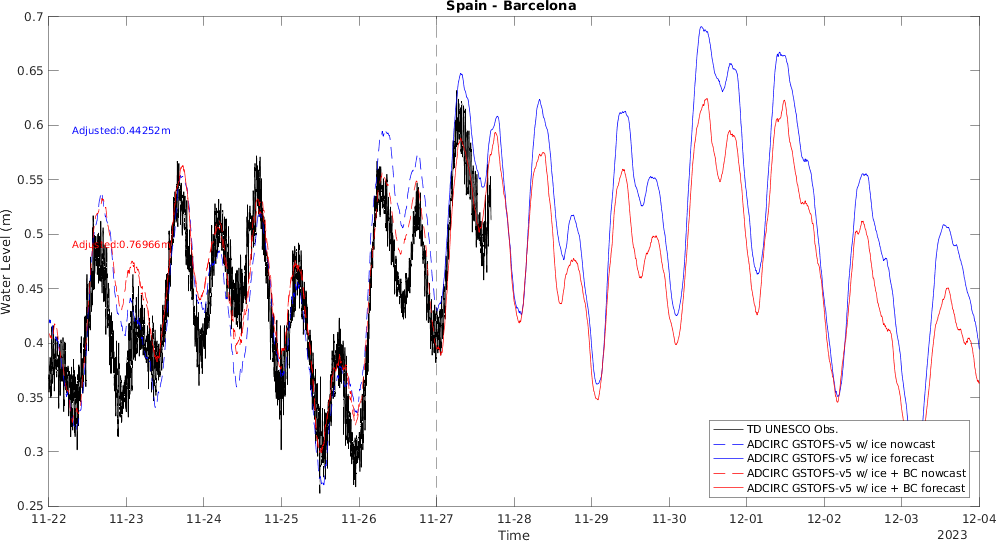 Spain - Barcelona
0.7
0.65
0.6
0.55
0.5
0.45
0.4
0.35
0.3
0.25
Water Level (m)
Adjusted:0.44252m
Adjusted:0.76966m
TD UNESCO Obs.
ADCIRC GSTOFS-v5 w/ ice nowcast
ADCIRC GSTOFS-v5 w/ ice forecast
ADCIRC GSTOFS-v5 w/ ice + BC nowcast
ADCIRC GSTOFS-v5 w/ ice + BC forecast
11-22 11-23 11-24 11-25 11-26 11-27 11-28 11-29 11-30 12-01 12-02 12-03 12-04
Time
2023